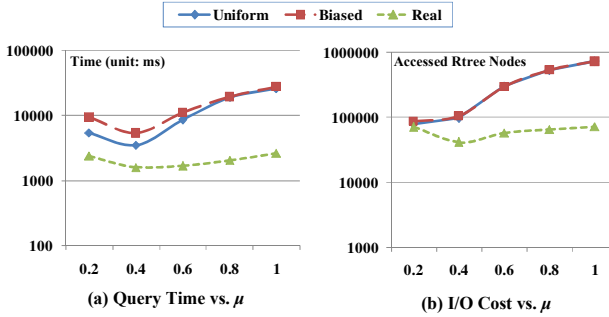 Uniform Biased Real
Time (unit: ms)
100000
10000
1000
100
0.2 0.4 0.6 0.8 1
(a) Query Time vs. μ
Accessed Rtree Nodes
1000000
100000
10000
1000
0.2 0.4 0.6 0.8 1
(b) I/O Cost vs. μ